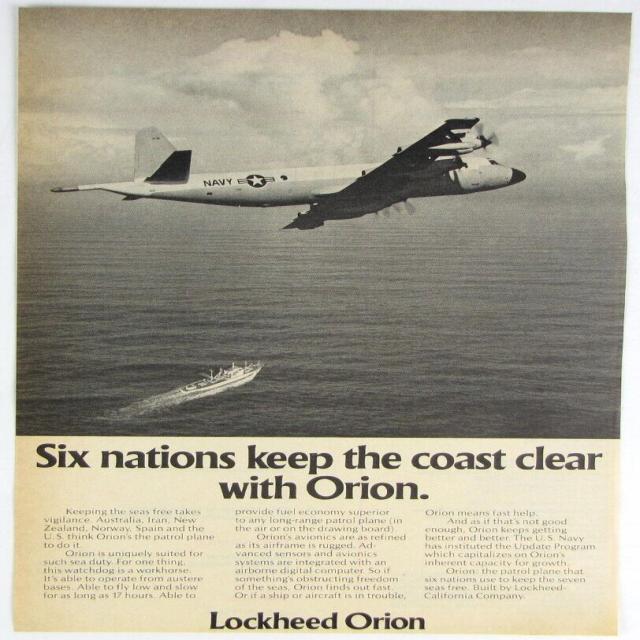 NAVY
Six nations keep the coast clear
with Orion.
Keeping the seas free takes
vigilance. Australia, Iran, New
Zealand, Norway, Spain and the
U.S. think Orion's the patrol plane
to do it.
Orion is uniquely suited for
such sea duty. For one thing,
this watchdog is a workhorse.
It's able to operate from austere
bases. Able to fly low and slow
for as long as 17 hours. Able to
provide fuel economy superior
to any long-range patrol plane (in
the air or on the drawing board).
Orion's avionics are as refined
as its airframe is rugged. Ad-
vanced sensors and avionics
systems are integrated with an
airborne digital computer. So if
something's obstructing freedom
of the seas, Orion finds out fast.
Or if a ship or aircraft is in trouble,
Orion means fast help.
And as if that's not good
enough, Orion keeps getting
better and better. The U.S. Navy
has instituted the Update Program
which capitalizes on Orion's
inherent capacity for growth.
Orion: the patrol plane that
six nations use to keep the seven
seas free. Built by Lockheed-
California Company.
Lockheed Orion